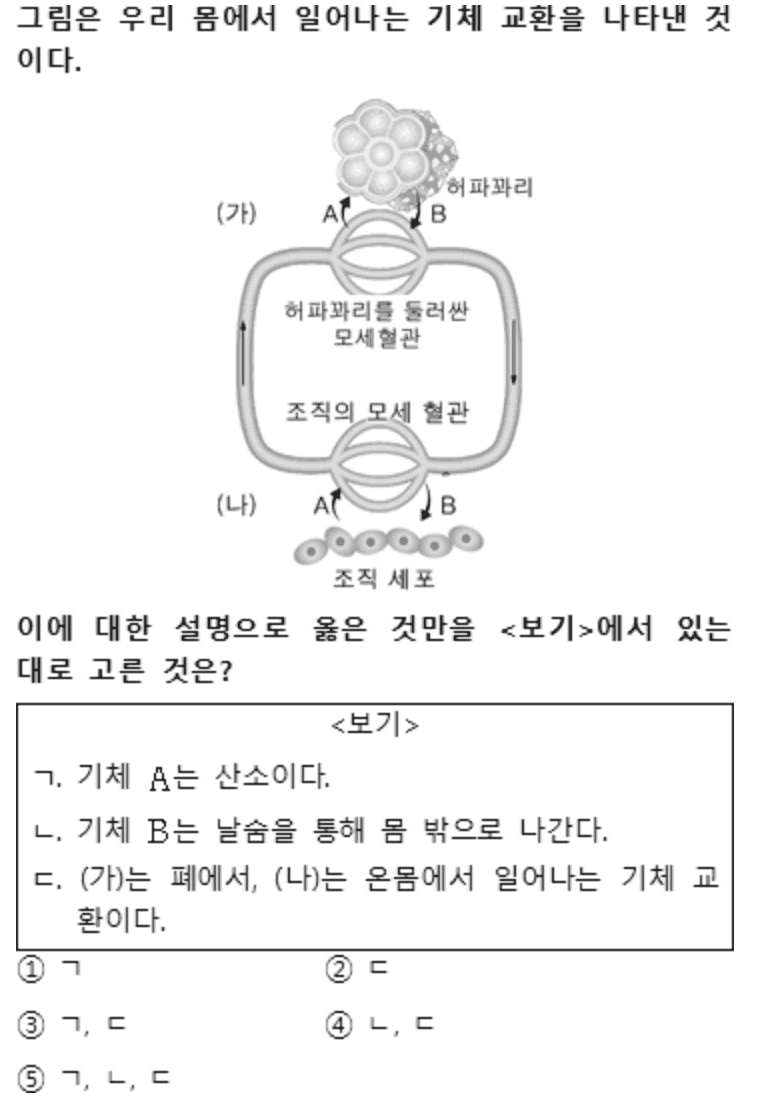 그림은 우리 몸에서 일어나는 기체 교환을 나타낸 것
이다.
허파꽈리
(가)
A
B
허파꽈리를 둘러싼
모세혈관
조직의 모세 혈관
(나)
A
B
조직 세포
이에 대한 설명으로 옳은 것만을 <보기>에서 있는
대로 고른 것은?
<보기>
ㄱ. 기체 A는 산소이다.
ㄴ. 기체 B는 날숨을 통해 몸 밖으로 나간다.
ㄷ. (가)는 폐에서, (나)는 온몸에서 일어나는 기체 교
환이다.
① ㄱ ② ㄷ
③ ㄱ, ㄷ ④ ㄴ, ㄷ
⑤ ㄱ, ㄴ, ㄷ